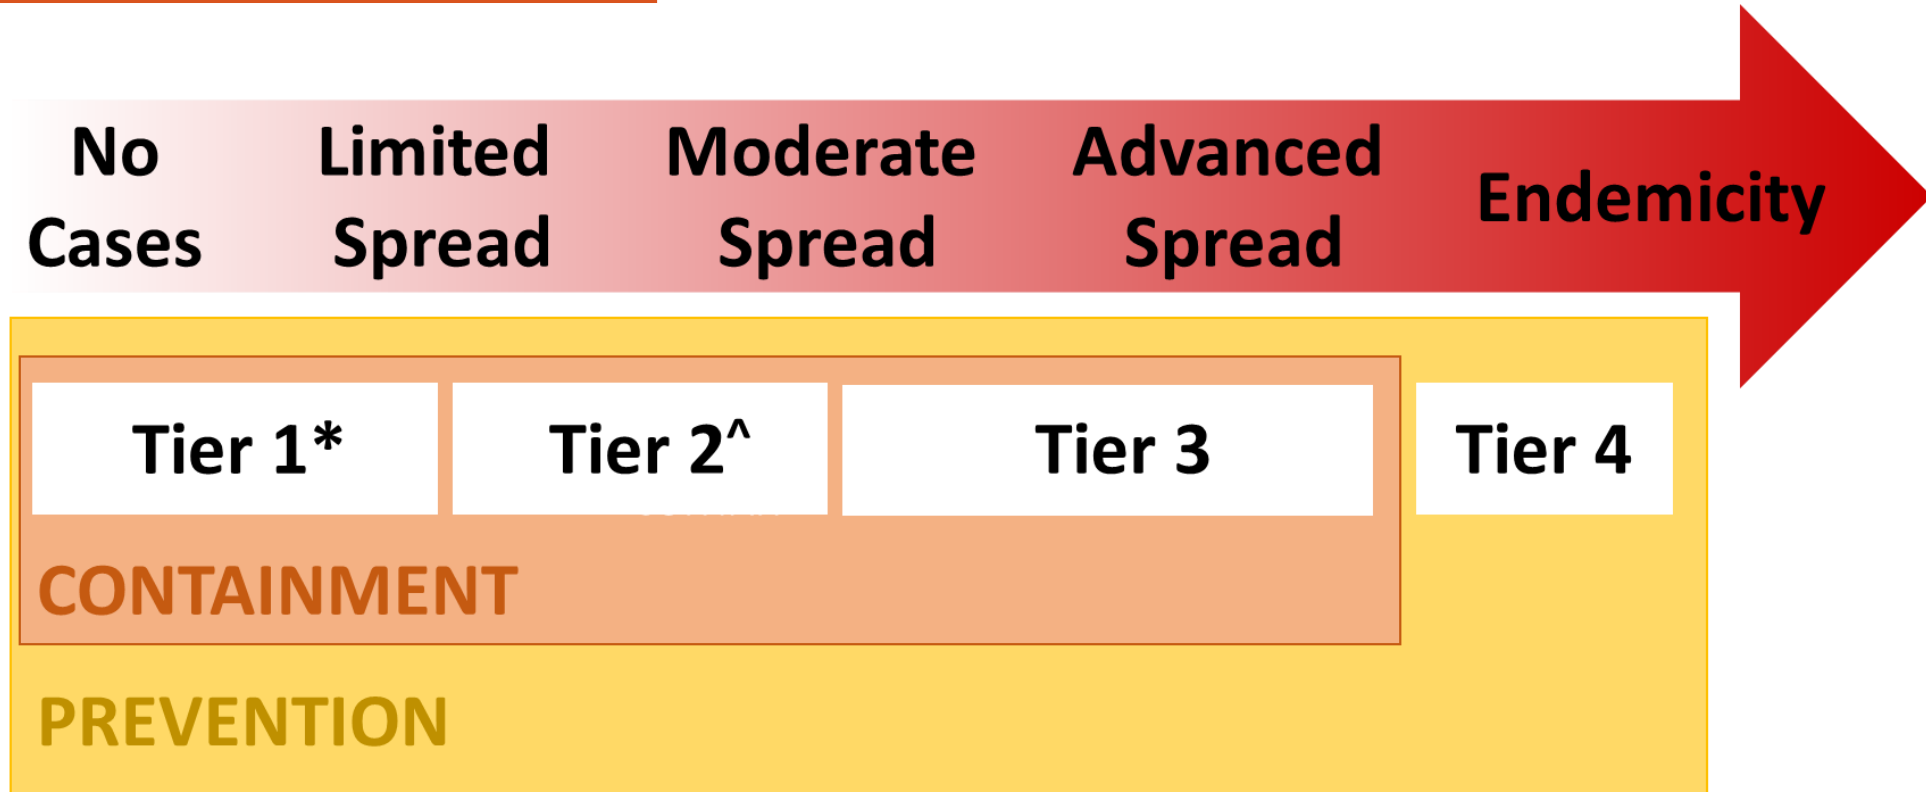 No Cases
Limited Spread
Moderate Spread
Advanced Spread
Endemicity
Tier 1*
Tier 2^
Tier 3
Tier 4
CONTAINMENT
PREVENTION